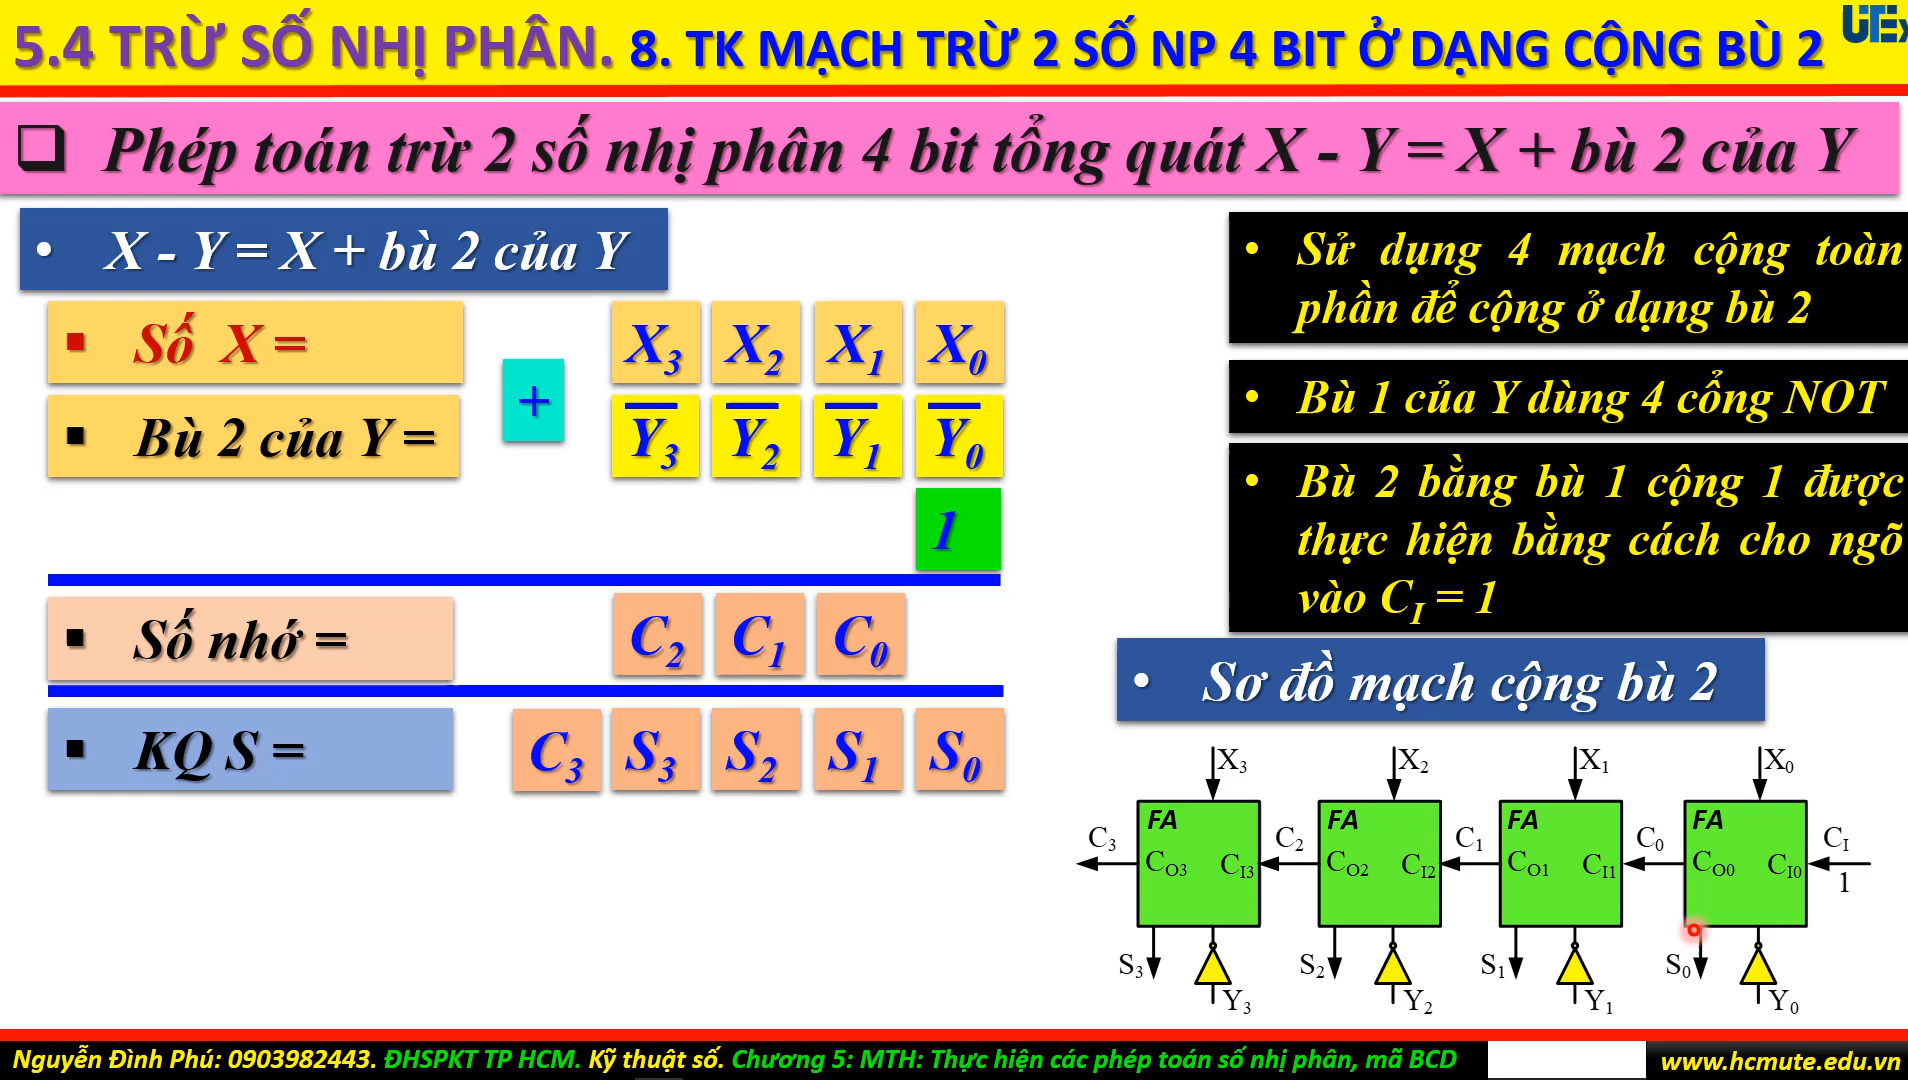 5.4 TRỪ SỐ NHỊ PHÂN. 8. TK MẠCH TRỪ 2 SỐ NP 4 BIT Ở DẠNG CỘNG BÙ 2
Phép toán trừ 2 số nhị phân 4 bit tổng quát X - Y = X + bù 2 của Y
• X - Y = X + bù 2 của Y
Số X =
X3 X2 X1 X0
+
Bù 2 của Y =
Y̅3 Y̅2 Y̅1 Y̅0
1
Số nhớ =
C2 C1 C0
KQ S =
C3 S3 S2 S1 S0
• Sử dụng 4 mạch cộng toàn
phần để cộng ở dạng bù 2
• Bù 1 của Y dùng 4 cổng NOT
• Bù 2 bằng bù 1 cộng 1 được
thực hiện bằng cách cho ngõ
vào CI = 1
• Sơ đồ mạch cộng bù 2
X3 X2 X1 X0
FA FA FA FA
C3 C2 C1 C0 CI
CO3 CI3 CO2 CI2 CO1 CI1 CO0 CI0
1
S3 S2 S1 S0
Y3 Y2 Y1 Y0
Nguyễn Đình Phú: 0903982443. ĐHSPKT TP HCM. Kỹ thuật số. Chương 5: MTH: Thực hiện các phép toán số nhị phân, mã BCD
www.hcmute.edu.vn